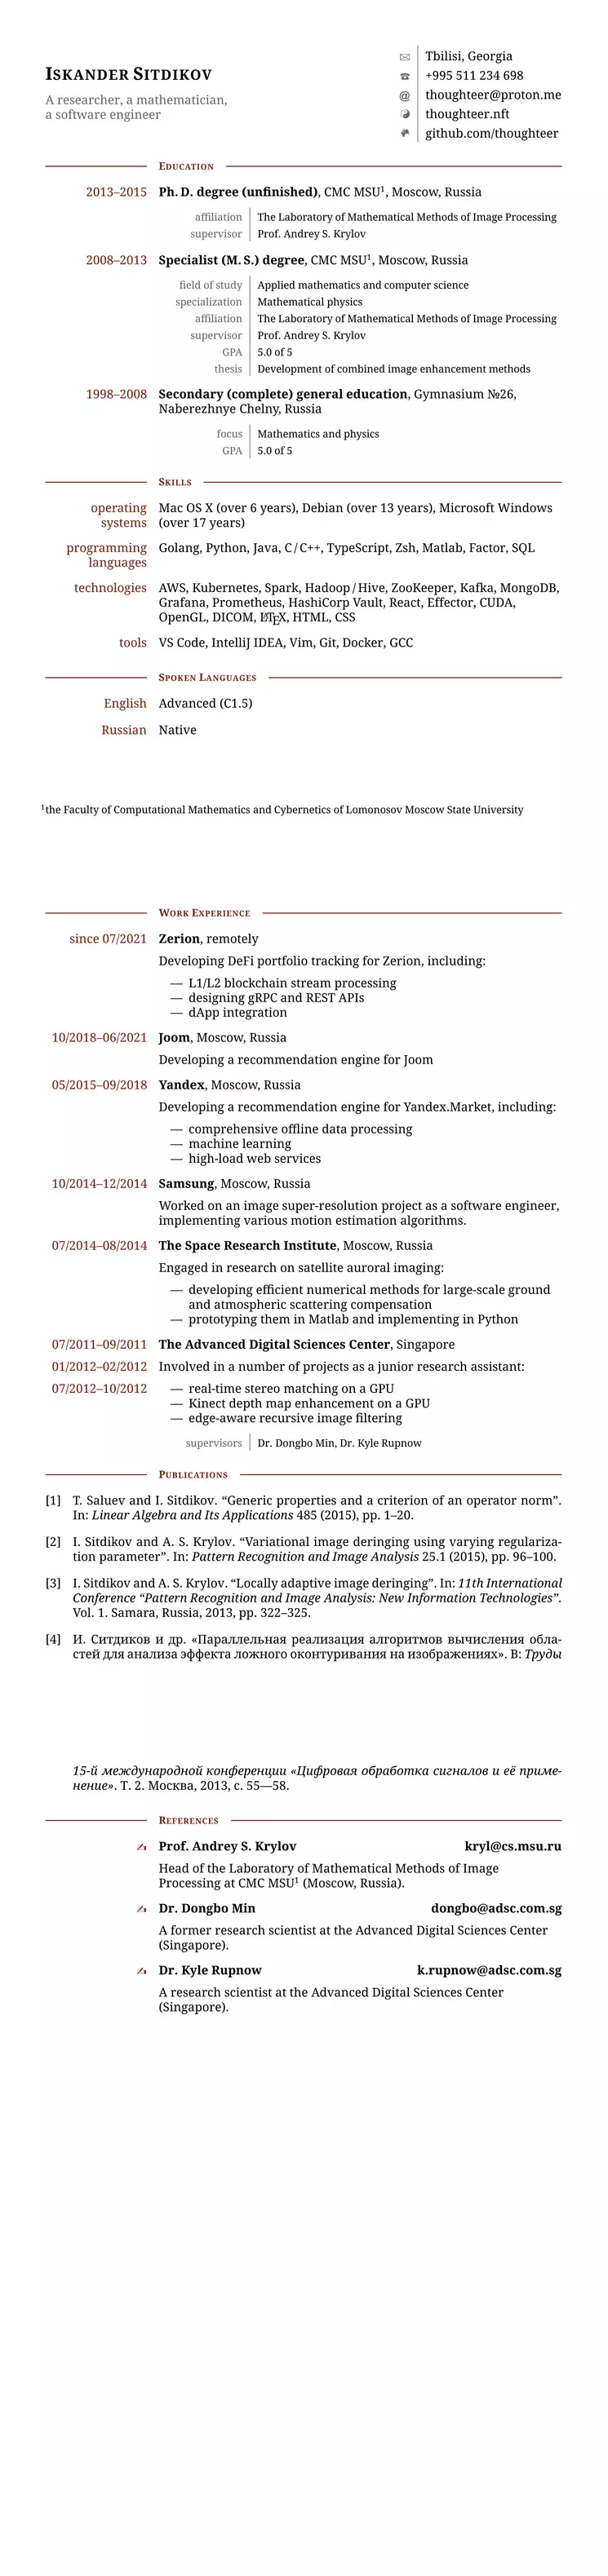 ISKANDER SITDIKOV
A researcher, a mathematician,
a software engineer
Tbilisi, Georgia
+995 511 234 698
thoughteer@proton.me
thoughteer.nft
github.com/thoughteer
EDUCATION
2013–2015 Ph. D. degree (unfinished), CMC MSU¹, Moscow, Russia
affiliation The Laboratory of Mathematical Methods of Image Processing
supervisor Prof. Andrey S. Krylov
2008–2013 Specialist (M. S.) degree, CMC MSU¹, Moscow, Russia
field of study Applied mathematics and computer science
specialization Mathematical physics
affiliation The Laboratory of Mathematical Methods of Image Processing
supervisor Prof. Andrey S. Krylov
GPA 5.0 of 5
thesis Development of combined image enhancement methods
1998–2008 Secondary (complete) general education, Gymnasium №26,
Naberezhnye Chelny, Russia
focus Mathematics and physics
GPA 5.0 of 5
SKILLS
operating Mac OS X (over 6 years), Debian (over 13 years), Microsoft Windows
systems (over 17 years)
programming Golang, Python, Java, C / C++, TypeScript, Zsh, Matlab, Factor, SQL
languages
technologies AWS, Kubernetes, Spark, Hadoop / Hive, ZooKeeper, Kafka, MongoDB,
Grafana, Prometheus, HashiCorp Vault, React, Effector, CUDA,
OpenGL, DICOM, LATEX, HTML, CSS
tools VS Code, IntelliJ IDEA, Vim, Git, Docker, GCC
SPOKEN LANGUAGES
English Advanced (C1.5)
Russian Native
¹the Faculty of Computational Mathematics and Cybernetics of Lomonosov Moscow State University
WORK EXPERIENCE
since 07/2021 Zerion, remotely
Developing DeFi portfolio tracking for Zerion, including:
— L1/L2 blockchain stream processing
— designing gRPC and REST APIs
— dApp integration
10/2018–06/2021 Joom, Moscow, Russia
Developing a recommendation engine for Joom
05/2015–09/2018 Yandex, Moscow, Russia
Developing a recommendation engine for Yandex.Market, including:
— comprehensive offline data processing
— machine learning
— high-load web services
10/2014–12/2014 Samsung, Moscow, Russia
Worked on an image super-resolution project as a software engineer,
implementing various motion estimation algorithms.
07/2014–08/2014 The Space Research Institute, Moscow, Russia
Engaged in research on satellite auroral imaging:
— developing efficient numerical methods for large-scale ground
and atmospheric scattering compensation
— prototyping them in Matlab and implementing in Python
07/2011–09/2011 The Advanced Digital Sciences Center, Singapore
01/2012–02/2012 Involved in a number of projects as a junior research assistant:
07/2012–10/2012 — real-time stereo matching on a GPU
— Kinect depth map enhancement on a GPU
— edge-aware recursive image filtering
supervisors Dr. Dongbo Min, Dr. Kyle Rupnow
PUBLICATIONS
[1] T. Saluev and I. Sitdikov. “Generic properties and a criterion of an operator norm”.
In: Linear Algebra and Its Applications 485 (2015), pp. 1–20.
[2] I. Sitdikov and A. S. Krylov. “Variational image deringing using varying regulariza-
tion parameter”. In: Pattern Recognition and Image Analysis 25.1 (2015), pp. 96–100.
[3] I. Sitdikov and A. S. Krylov. “Locally adaptive image deringing”. In: 11th International
Conference “Pattern Recognition and Image Analysis: New Information Technologies”.
Vol. 1. Samara, Russia, 2013, pp. 322–325.
[4] И. Ситдиков и др. «Параллельная реализация алгоритмов вычисления обла-
стей для анализа эффекта ложного оконтуривания на изображениях». В: Труды
15-й международной конференции «Цифровая обработка сигналов и её приме-
нение». Т. 2. Москва, 2013, с. 55—58.
REFERENCES
Prof. Andrey S. Krylov kryl@cs.msu.ru
Head of the Laboratory of Mathematical Methods of Image
Processing at CMC MSU¹ (Moscow, Russia).
Dr. Dongbo Min dongbo@adsc.com.sg
A former research scientist at the Advanced Digital Sciences Center
(Singapore).
Dr. Kyle Rupnow k.rupnow@adsc.com.sg
A research scientist at the Advanced Digital Sciences Center
(Singapore).